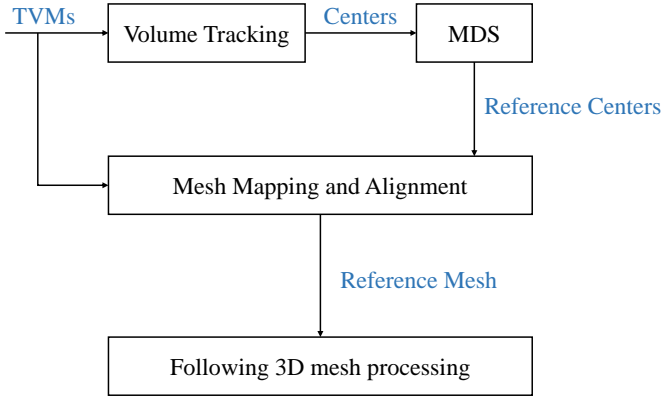 TVMs
Volume Tracking
Centers
MDS
Reference Centers
Mesh Mapping and Alignment
Reference Mesh
Following 3D mesh processing